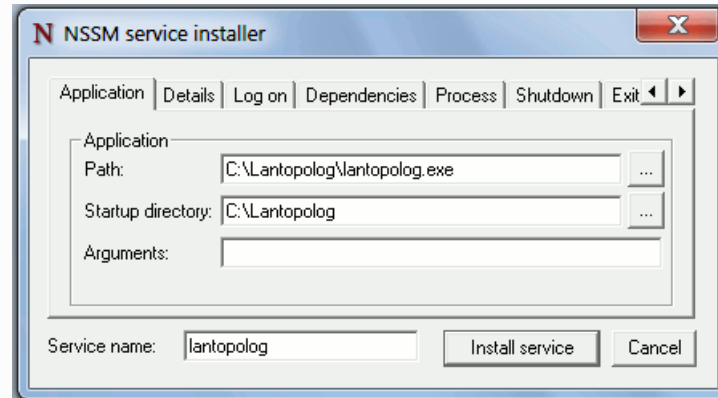 N NSSM service installer
Application Details Log on Dependencies Process Shutdown Exit
Application
Path: C:\Lantopolog\lantopolog.exe ...
Startup directory: C:\Lantopolog ...
Arguments:
Service name: lantopolog Install service Cancel